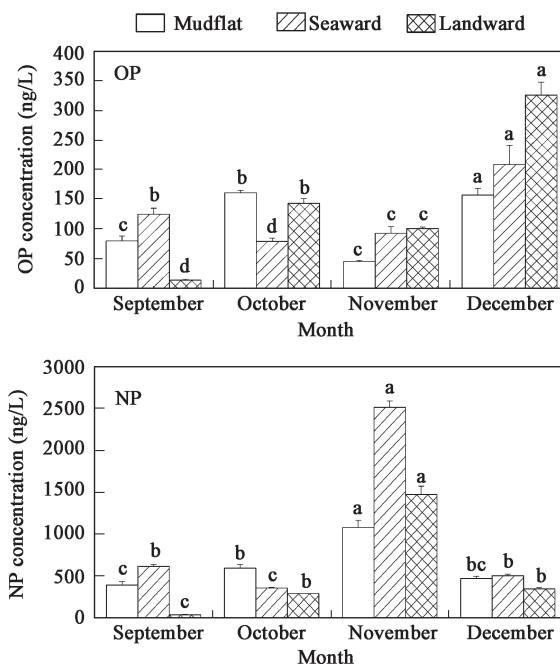 Mudflat Seaward Landward
OP concentration (ng/L)
400
350
300
250
200
150
100
50
0
OP
c b d
b d b
c c c
a a a
September October November December
Month
NP concentration (ng/L)
3000
2500
2000
1500
1000
500
0
NP
c b c
b c b
a a a
bc b b
September October November December
Month